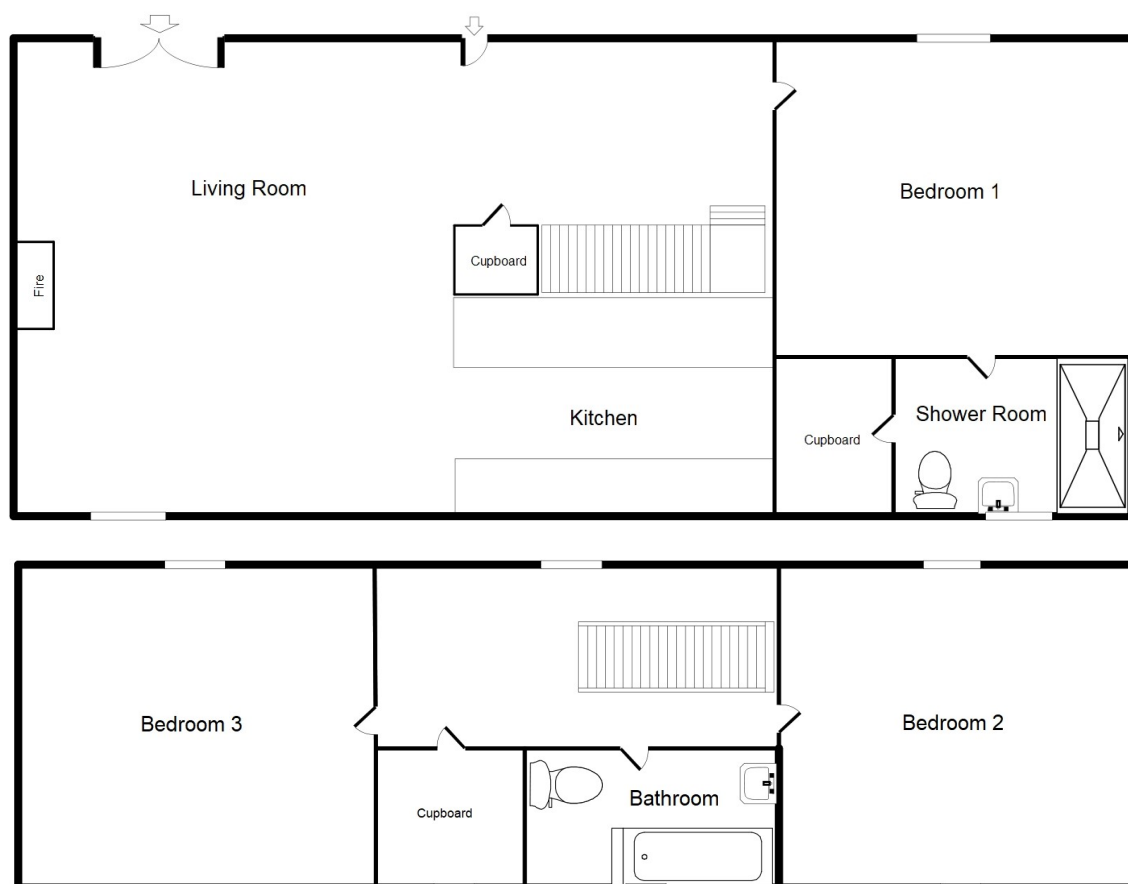 Living Room
Bedroom 1
Cupboard
Fire
Kitchen
Shower Room
Cupboard
Bedroom 3
Bedroom 2
Bathroom
Cupboard